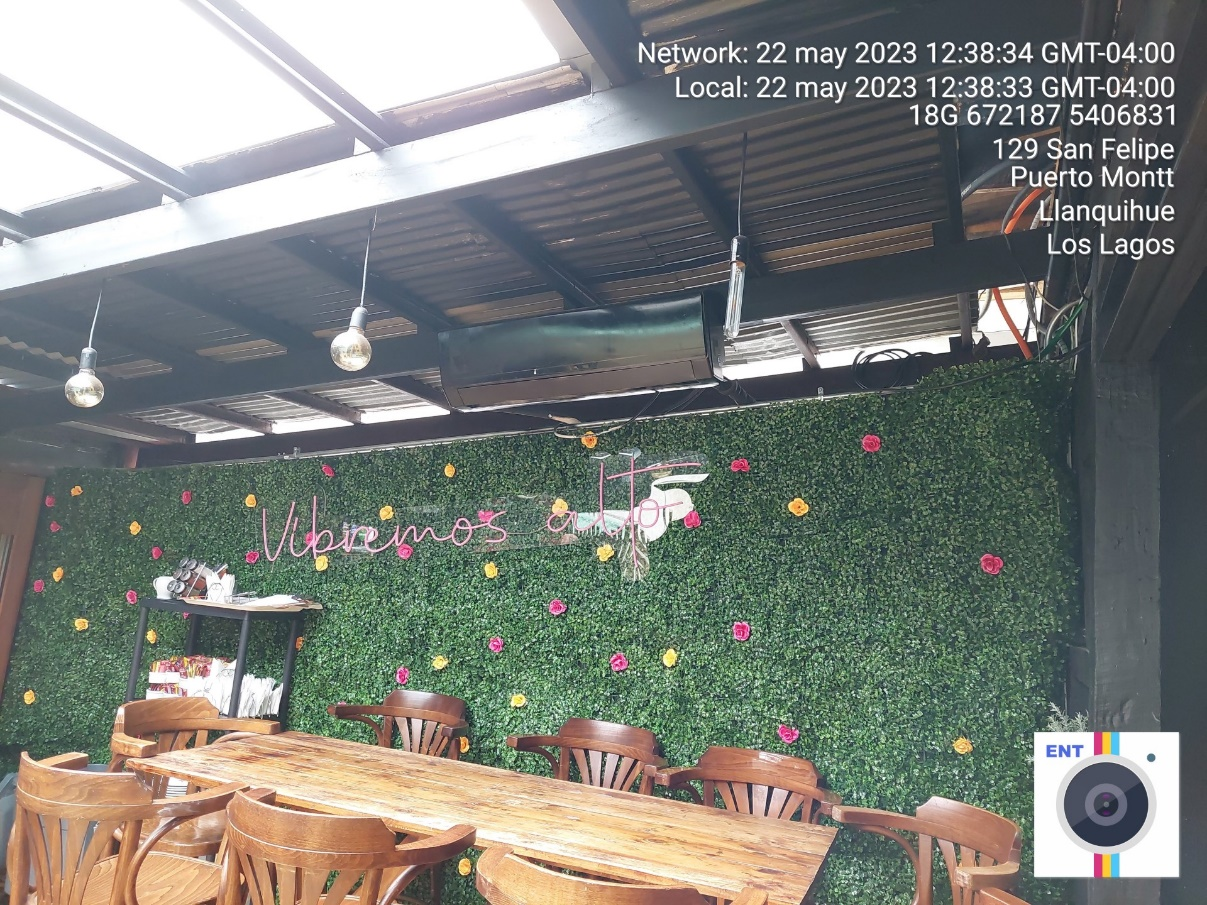 Network: 22 may 2023 12:38:34 GMT-04:00
Local: 22 may 2023 12:38:33 GMT-04:00
18G 672187 5406831
129 San Felipe
Puerto Montt
Llanquihue
Los Lagos
Vibremos alto
ENT